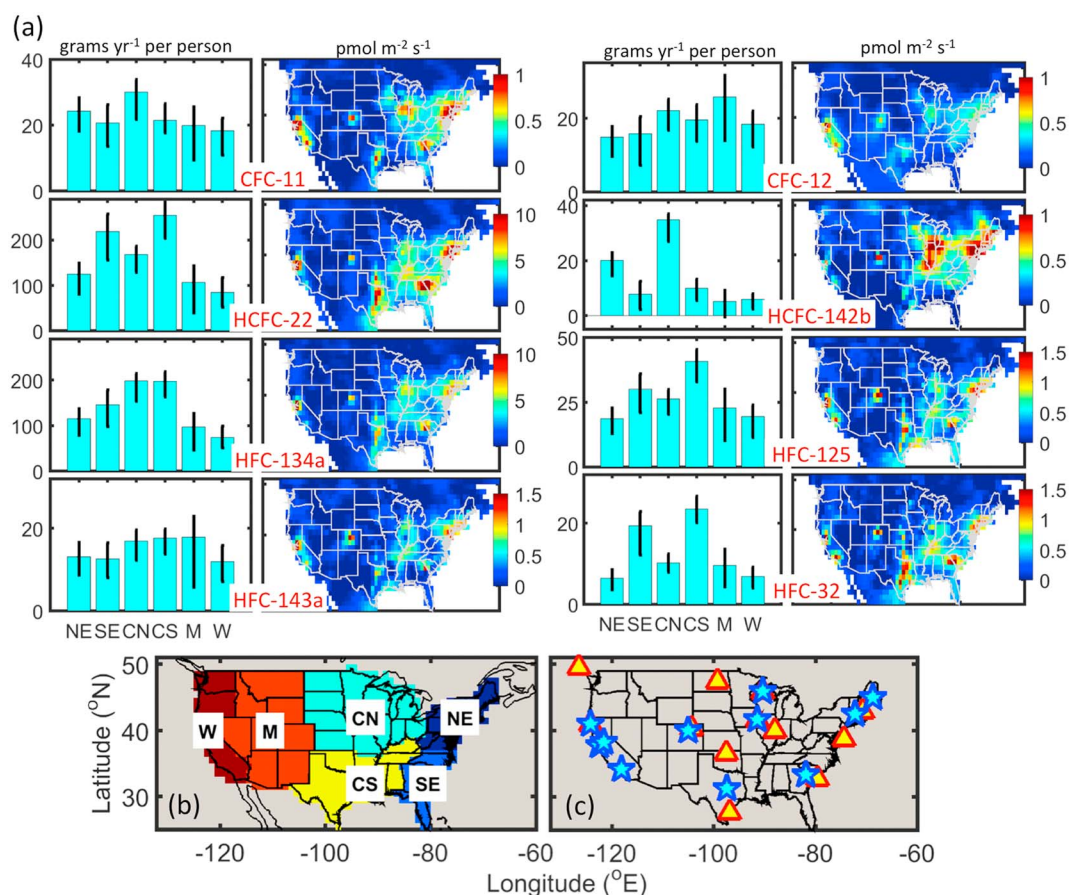 (a)
grams yr⁻¹ per person
pmol m⁻² s⁻¹
grams yr⁻¹ per person
pmol m⁻² s⁻¹
40
20
0
CFC-11
1
0.5
0
20
0
CFC-12
1
0.5
0
200
100
0
HCFC-22
10
5
0
40
20
0
HCFC-142b
1
0.5
0
200
100
0
HFC-134a
10
5
0
50
25
0
HFC-125
1.5
1
0.5
0
20
0
HFC-143a
1.5
1
0.5
0
20
0
HFC-32
1.5
1
0.5
0
NE SE CN CS M W
NE SE CN CS M W
Latitude (°N)
50
40
30
W
M
CN
NE
CS
SE
(b)
(c)
-120 -100 -80 -60
-120 -100 -80 -60
Longitude (°E)